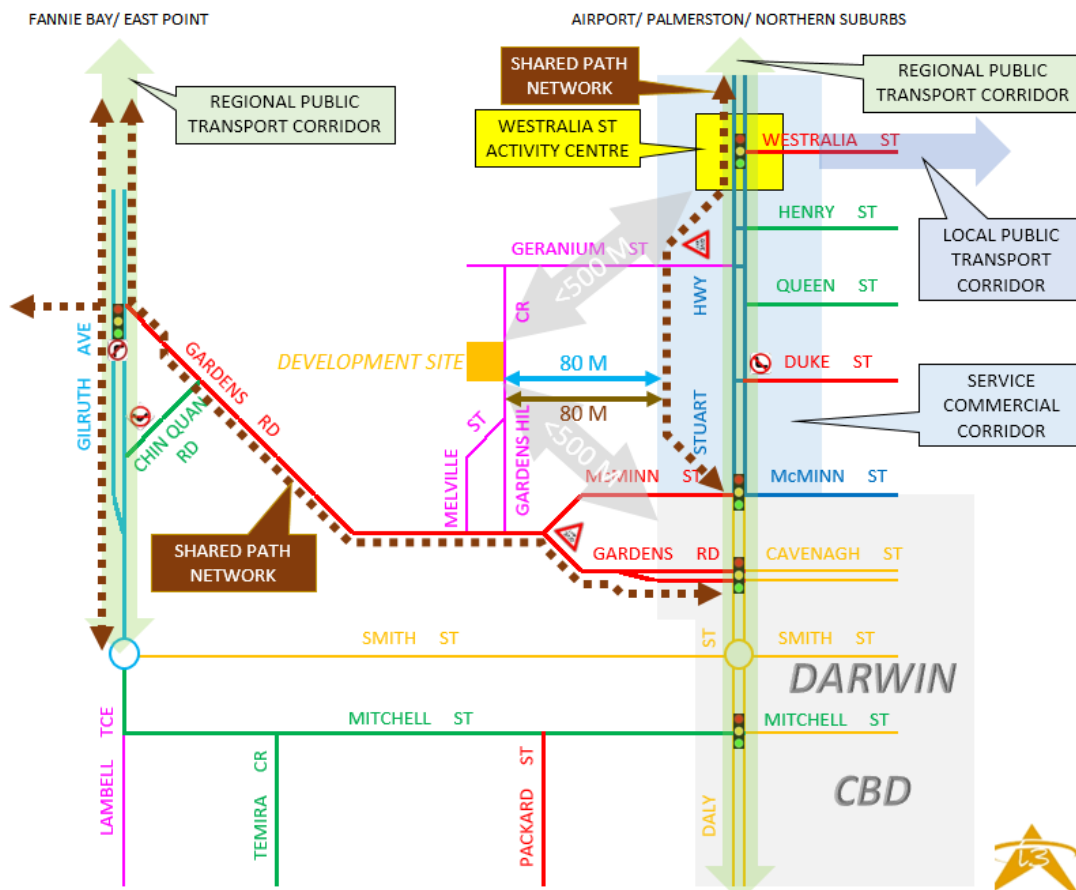 FANNIE BAY/ EAST POINT
AIRPORT/ PALMERSTON/ NORTHERN SUBURBS
SHARED PATH
NETWORK
REGIONAL PUBLIC
TRANSPORT CORRIDOR
REGIONAL PUBLIC
TRANSPORT CORRIDOR
WESTRALIA ST
ACTIVITY CENTRE
WESTRALIA ST
HENRY ST
LOCAL PUBLIC
TRANSPORT
CORRIDOR
GERANIUM ST
<500 M
QUEEN ST
HWY
STUART
GILRUTH AVE
GARDENS RD
CHIN QUAN
RD
DEVELOPMENT SITE
80 M
80 M
DUKE ST
SERVICE
COMMERCIAL
CORRIDOR
GARDENS HIL CR
MELVILLE ST
<500 M
McMINN ST
McMINN ST
SHARED PATH
NETWORK
GARDENS RD
CAVENAGH ST
SMITH ST
SMITH ST
DARWIN
MITCHELL ST
MITCHELL ST
CBD
LAMBELL TCE
TEMIRA CR
PACKARD ST
DALY ST